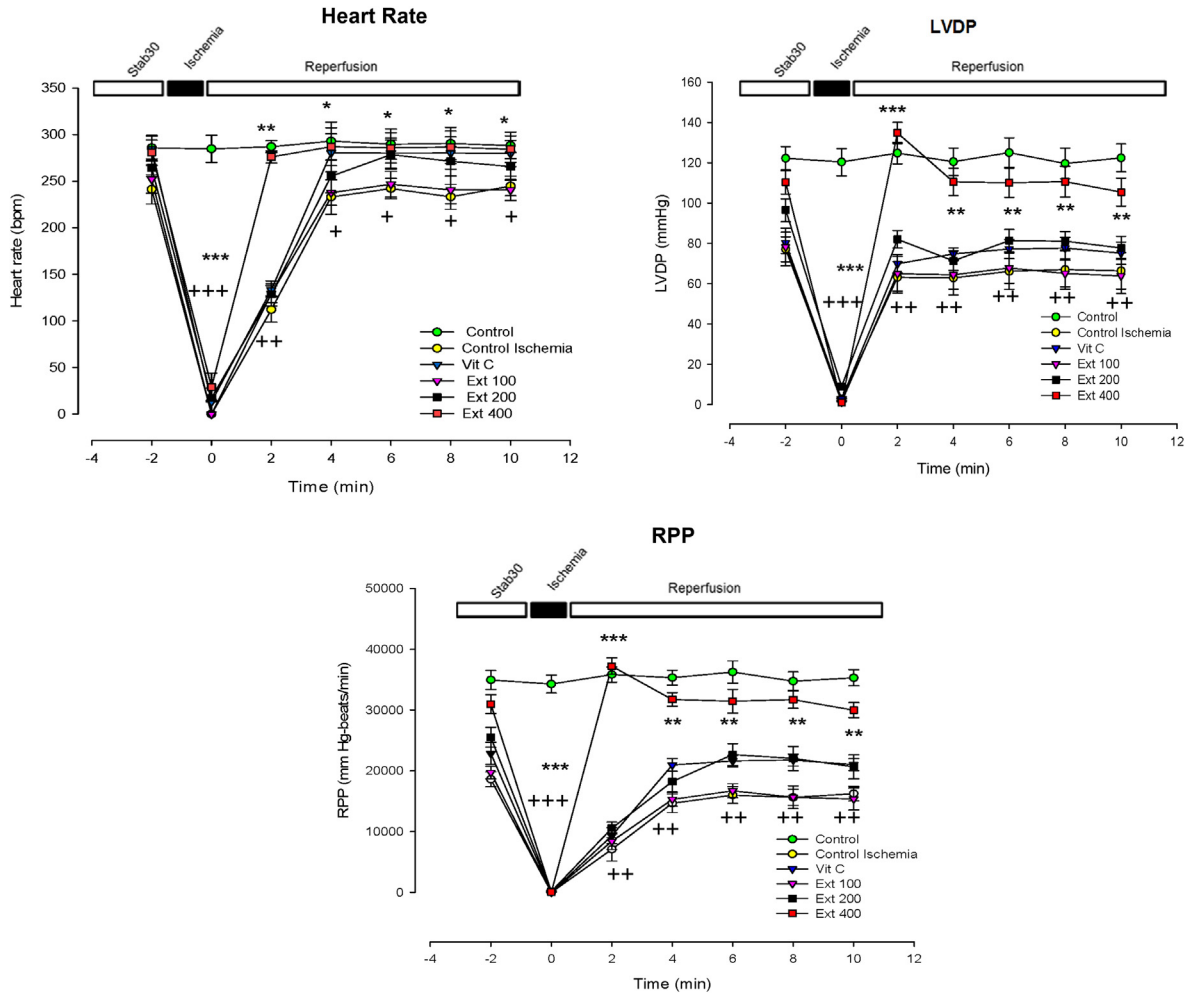 Heart Rate
Stab30
Ischemia
Reperfusion
350
300
250
200
150
100
50
0
Heart rate (bpm)
* * * * **
***
+++
++
+ + + +
Control
Control Ischemia
Vit C
Ext 100
Ext 200
Ext 400
-4 -2 0 2 4 6 8 10 12
Time (min)
LVDP
Stab30
Ischemia
Reperfusion
160
140
120
100
80
60
40
20
0
LVDP (mmHg)
***
** ** ** **
***
+++
++ ++ ++ ++ ++
Control
Control Ischemia
Vit C
Ext 100
Ext 200
Ext 400
-4 -2 0 2 4 6 8 10 12
Time (min)
RPP
Stab30
Ischemia
Reperfusion
50000
40000
30000
20000
10000
0
RPP (mm Hg-beats/min)
***
** ** ** **
***
+++
++ ++ ++ ++
++
Control
Control Ischemia
Vit C
Ext 100
Ext 200
Ext 400
-4 -2 0 2 4 6 8 10 12
Time (min)